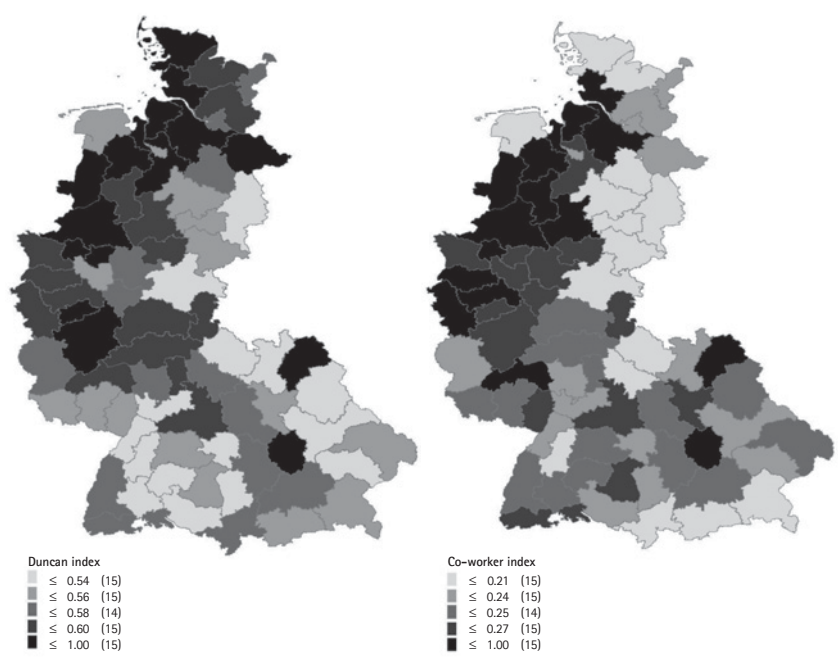 Duncan index
≤ 0.54 (15)
≤ 0.56 (15)
≤ 0.58 (14)
≤ 0.60 (15)
≤ 1.00 (15)
Co-worker index
≤ 0.21 (15)
≤ 0.24 (15)
≤ 0.25 (14)
≤ 0.27 (15)
≤ 1.00 (15)